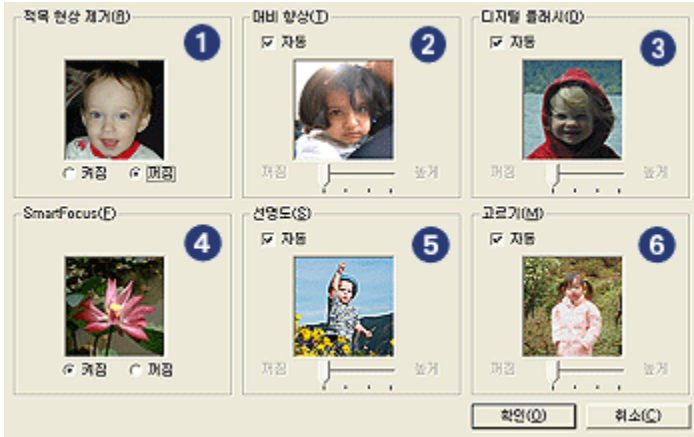 적목 현상 제거(R)
1
대비 향상(T)
2
자동
디지털 플래시(D)
3
자동
켜짐 꺼짐
꺼짐 높게
꺼짐 높게
SmartFocus(F)
4
선명도(S)
5
자동
고르기(M)
6
자동
켜짐 꺼짐
꺼짐 높게
꺼짐 높게
확인(O) 취소(C)